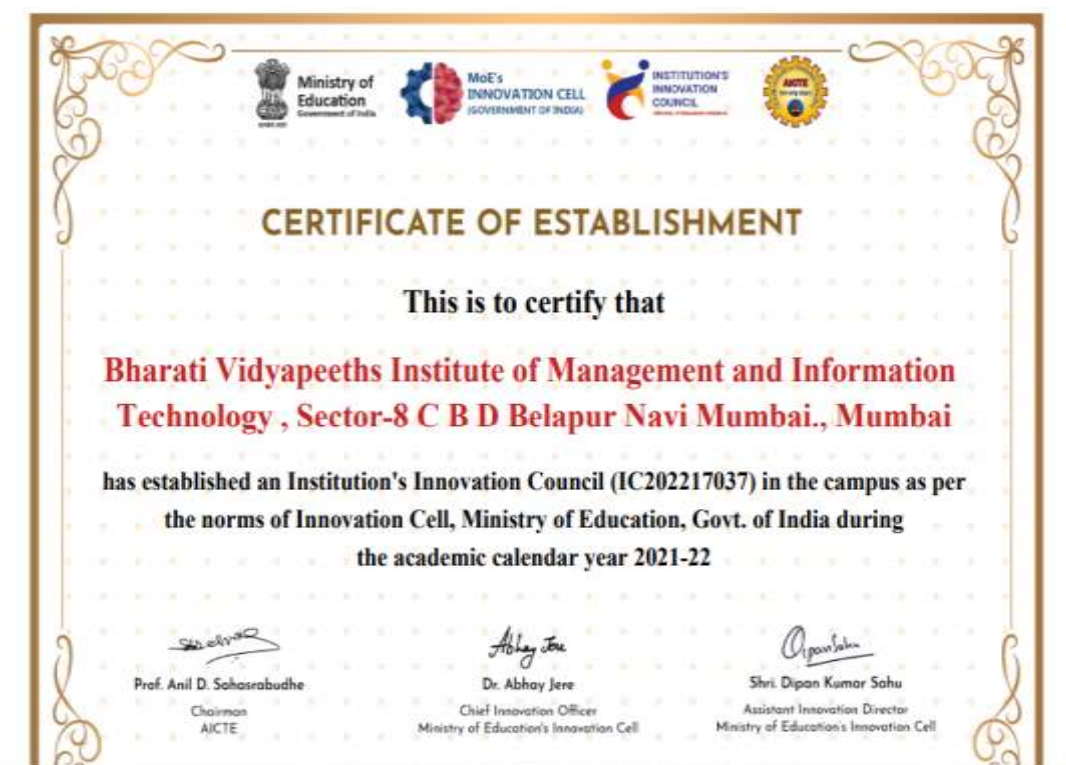 Ministry of
Education
Government of India
MoE's
INNOVATION CELL
(GOVERNMENT OF INDIA)
INSTITUTION'S
INNOVATION
COUNCIL
AICTE
CERTIFICATE OF ESTABLISHMENT
This is to certify that
Bharati Vidyapeeths Institute of Management and Information
Technology , Sector-8 C B D Belapur Navi Mumbai., Mumbai
has established an Institution's Innovation Council (IC202217037) in the campus as per
the norms of Innovation Cell, Ministry of Education, Govt. of India during
the academic calendar year 2021-22
Abhay Jere
Prof. Anil D. Sahasrabudhe
Chairman
AICTE
Dr. Abhay Jere
Chief Innovation Officer
Ministry of Education's Innovation Cell
Shri. Dipan Kumar Sahu
Assistant Innovation Director
Ministry of Education's Innovation Cell